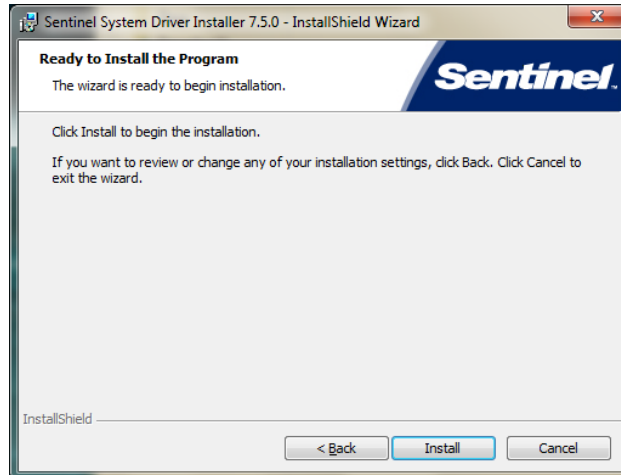 Sentinel System Driver Installer 7.5.0 - InstallShield Wizard
Ready to Install the Program
The wizard is ready to begin installation.
Sentinel.
Click Install to begin the installation.
If you want to review or change any of your installation settings, click Back. Click Cancel to
exit the wizard.
InstallShield
< Back
Install
Cancel